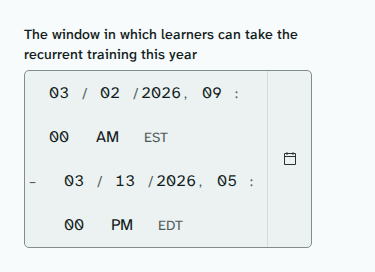 The window in which learners can take the
recurrent training this year
03 / 02 /2026, 09 :
00 AM EST
– 03 / 13 /2026, 05 :
00 PM EDT